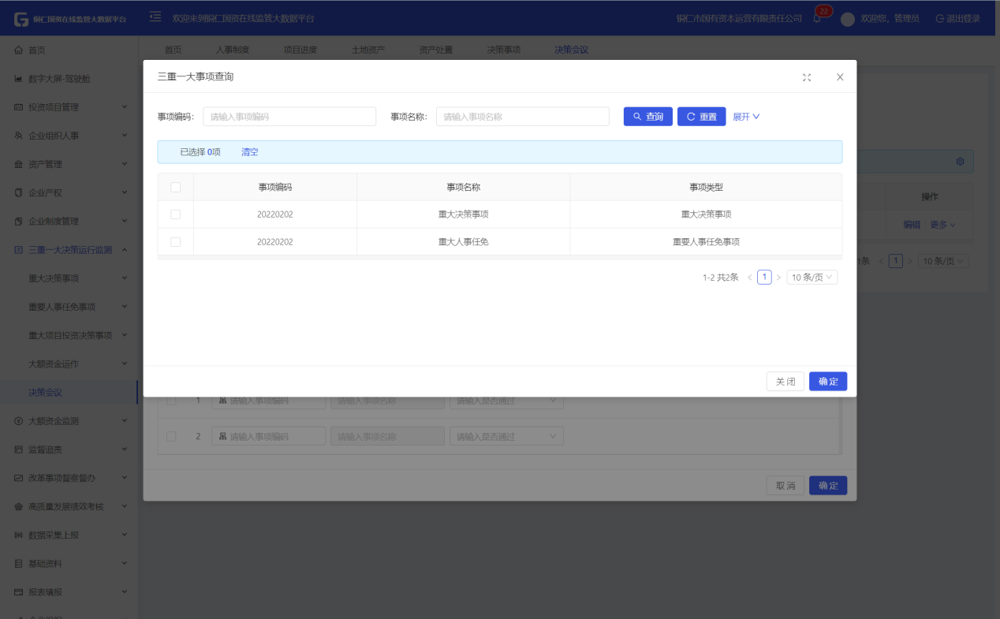 铜仁国资在线监管大数据平台
欢迎来到铜仁国资在线监管大数据平台
铜仁市国有资本运营有限责任公司
22
欢迎您，管理员
退出登录
首页
人事制度
项目进度
土地资产
资产处置
决策事项
决策会议
首页
数字大屏-驾驶舱
投资项目管理
企业组织人事
资产管理
企业产权
企业制度管理
三重一大决策运行监测
重大决策事项
重要人事任免事项
重大项目投资决策事项
大额资金运作
决策会议
大额资金监测
监督追责
改革事项督察督办
高质量发展绩效考核
数据采集上报
基础资料
报表填报
三重一大事项查询
事项编码： 请输入事项编码 事项名称： 请输入事项名称 查询 重置 展开
已选择 0项 清空
事项编码 事项名称 事项类型
20220202 重大决策事项 重大决策事项
20220202 重大人事任免 重要人事任免事项
1-2 共2条 < 1 > 10 条/页
关闭 确定
操作
编辑 更多
1条 < 1 > 10 条/页
1 请输入事项编码 请输入事项名称 请输入是否通过
2 请输入事项编码 请输入事项名称 请输入是否通过
取消 确定